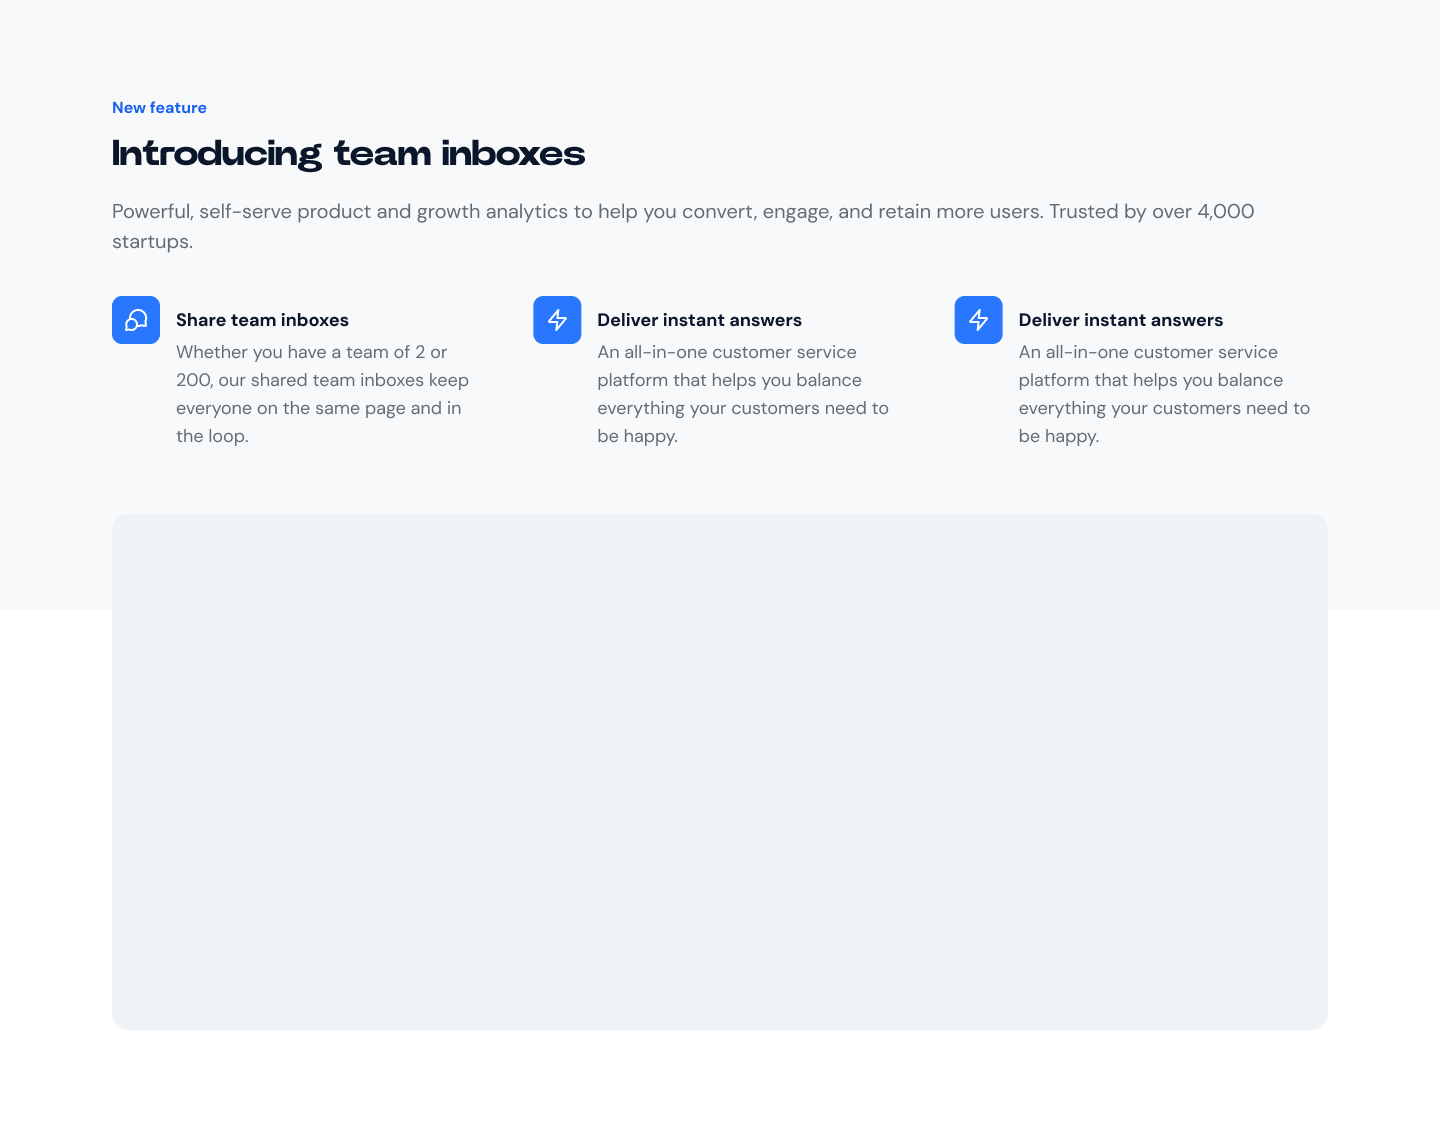 New feature
Introducing team inboxes
Powerful, self-serve product and growth analytics to help you convert, engage, and retain more users. Trusted by over 4,000
startups.
Share team inboxes
Whether you have a team of 2 or
200, our shared team inboxes keep
everyone on the same page and in
the loop.
Deliver instant answers
An all-in-one customer service
platform that helps you balance
everything your customers need to
be happy.
Deliver instant answers
An all-in-one customer service
platform that helps you balance
everything your customers need to
be happy.